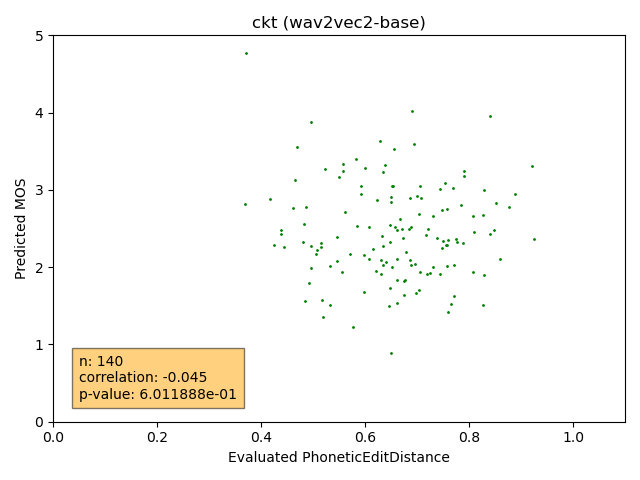 ckt (wav2vec2-base)
Predicted MOS
5
4
3
2
1
0
n: 140
correlation: -0.045
p-value: 6.011888e-01
0.0 0.2 0.4 0.6 0.8 1.0
Evaluated PhoneticEditDistance